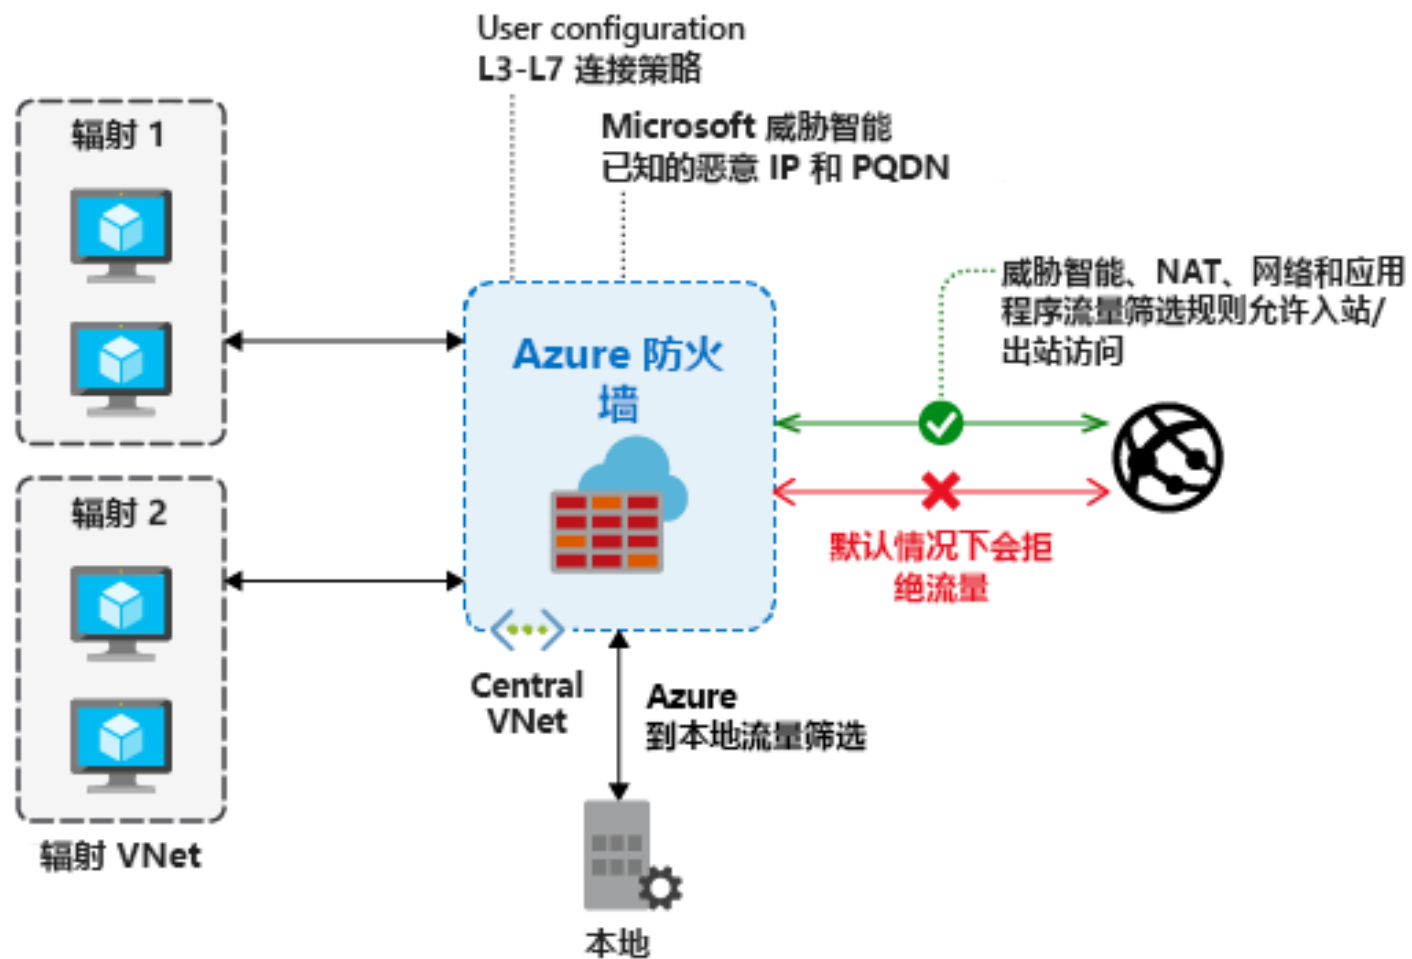 User configuration
L3-L7 连接策略
Microsoft 威胁智能
已知的恶意 IP 和 PQDN
辐射 1
威胁智能、NAT、网络和应用
程序流量筛选规则允许入站/
出站访问
Azure 防火
墙
辐射 2
默认情况下会拒
绝流量
Central
VNet
Azure
到本地流量筛选
辐射 VNet
本地